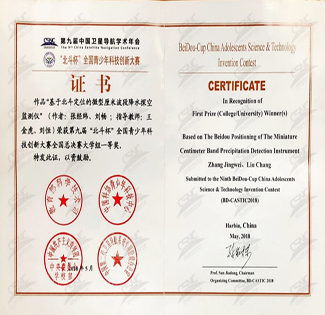 CSNC 第九届中国卫星导航学术年会
The 9th China Satellite Navigation Conference
"北斗杯"全国青少年科技创新大赛
证 书
作品“基于北斗定位的微型厘米波段降水探空
监测仪”（作者：张经纬、刘畅；指导教师：王
金虎、刘恒）荣获第九届“北斗杯”全国青少年科
技创新大赛全国总决赛大学组一等奖。
特发此证，以资鼓励。
2018年5月
BeiDou-Cup China Adolescents Science & Technology
Invention Contest
CERTIFICATE
In Recognition of
First Prize (College/University) Winner(s)
Based on The Beidou Positioning of The Miniature
Centimeter Band Precipitation Detection Instrument
Zhang Jingwei, Liu Chang
Submitted to the Ninth BeiDou-Cup China Adolescents
Science & Technology Invention Contest
(BD-CASTIC2018)
Harbin, China
May, 2018
Prof. Sun Jiadong, Chairman
Organizing Committee, BD-CASTIC 2018